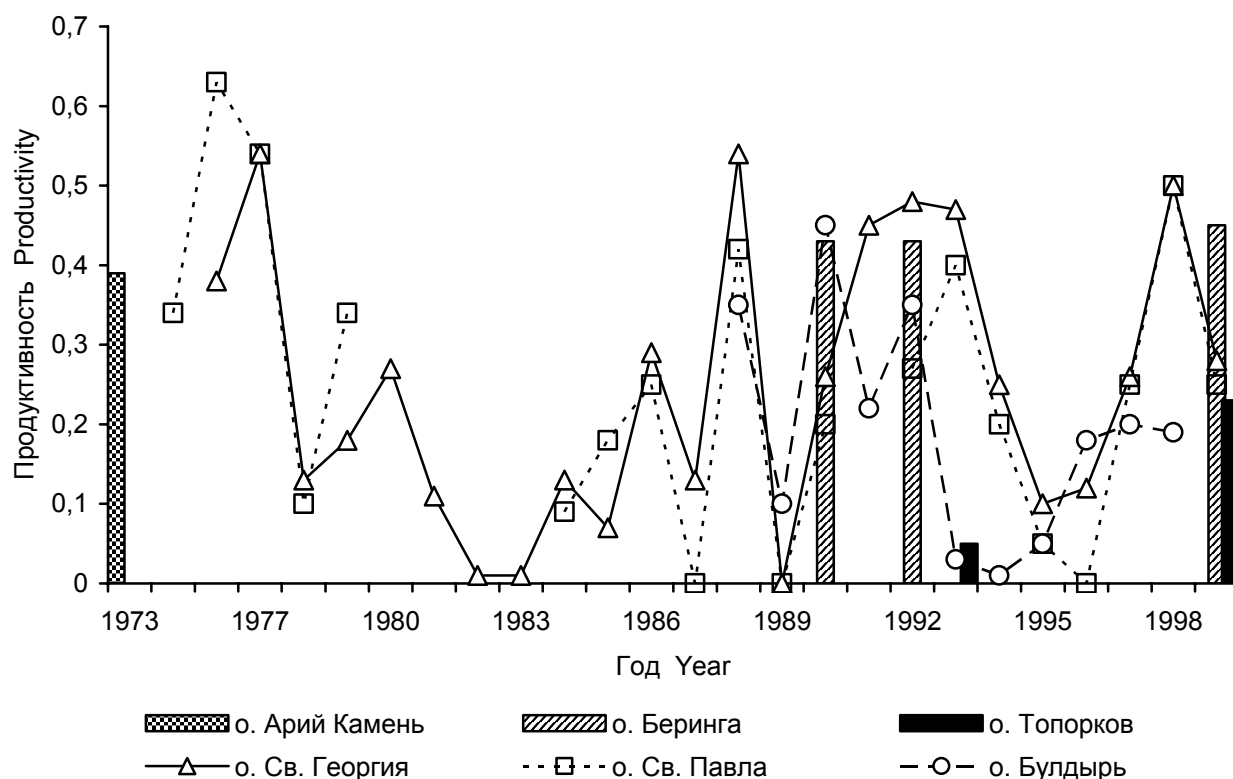 Продуктивность Productivity
0,7
0,6
0,5
0,4
0,3
0,2
0,1
0
1973 1977 1980 1983 1986 1989 1992 1995 1998
Год Year
о. Арий Камень о. Беринга о. Топорков
о. Св. Георгия о. Св. Павла о. Булдырь